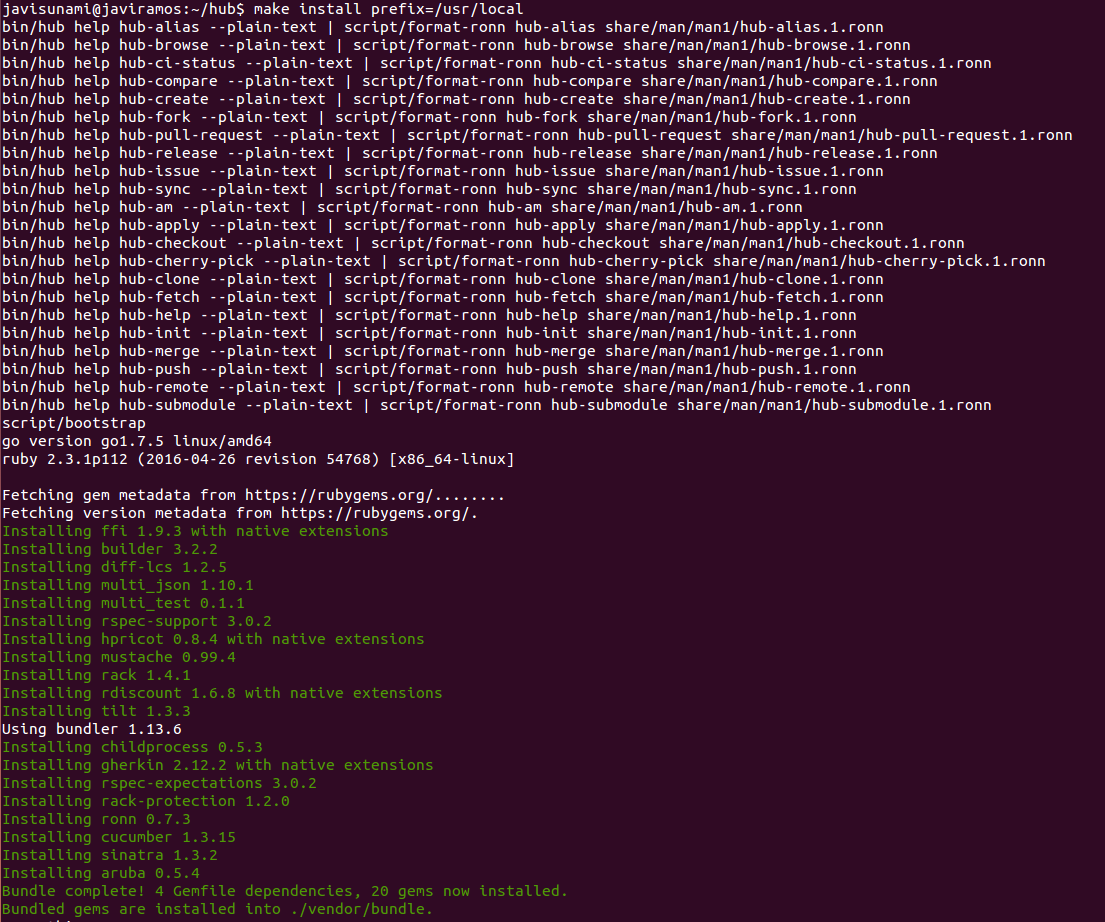 javisunami@javiramos:~/hub$ make install prefix=/usr/local
bin/hub help hub-alias --plain-text | script/format-ronn hub-alias share/man/man1/hub-alias.1.ronn
bin/hub help hub-browse --plain-text | script/format-ronn hub-browse share/man/man1/hub-browse.1.ronn
bin/hub help hub-ci-status --plain-text | script/format-ronn hub-ci-status share/man/man1/hub-ci-status.1.ronn
bin/hub help hub-compare --plain-text | script/format-ronn hub-compare share/man/man1/hub-compare.1.ronn
bin/hub help hub-create --plain-text | script/format-ronn hub-create share/man/man1/hub-create.1.ronn
bin/hub help hub-fork --plain-text | script/format-ronn hub-fork share/man/man1/hub-fork.1.ronn
bin/hub help hub-pull-request --plain-text | script/format-ronn hub-pull-request share/man/man1/hub-pull-request.1.ronn
bin/hub help hub-release --plain-text | script/format-ronn hub-release share/man/man1/hub-release.1.ronn
bin/hub help hub-issue --plain-text | script/format-ronn hub-issue share/man/man1/hub-issue.1.ronn
bin/hub help hub-sync --plain-text | script/format-ronn hub-sync share/man/man1/hub-sync.1.ronn
bin/hub help hub-am --plain-text | script/format-ronn hub-am share/man/man1/hub-am.1.ronn
bin/hub help hub-apply --plain-text | script/format-ronn hub-apply share/man/man1/hub-apply.1.ronn
bin/hub help hub-checkout --plain-text | script/format-ronn hub-checkout share/man/man1/hub-checkout.1.ronn
bin/hub help hub-cherry-pick --plain-text | script/format-ronn hub-cherry-pick share/man/man1/hub-cherry-pick.1.ronn
bin/hub help hub-clone --plain-text | script/format-ronn hub-clone share/man/man1/hub-clone.1.ronn
bin/hub help hub-fetch --plain-text | script/format-ronn hub-fetch share/man/man1/hub-fetch.1.ronn
bin/hub help hub-help --plain-text | script/format-ronn hub-help share/man/man1/hub-help.1.ronn
bin/hub help hub-init --plain-text | script/format-ronn hub-init share/man/man1/hub-init.1.ronn
bin/hub help hub-merge --plain-text | script/format-ronn hub-merge share/man/man1/hub-merge.1.ronn
bin/hub help hub-push --plain-text | script/format-ronn hub-push share/man/man1/hub-push.1.ronn
bin/hub help hub-remote --plain-text | script/format-ronn hub-remote share/man/man1/hub-remote.1.ronn
bin/hub help hub-submodule --plain-text | script/format-ronn hub-submodule share/man/man1/hub-submodule.1.ronn
script/bootstrap
go version go1.7.5 linux/amd64
ruby 2.3.1p112 (2016-04-26 revision 54768) [x86_64-linux]
Fetching gem metadata from https://rubygems.org/........
Fetching version metadata from https://rubygems.org/.
Installing ffi 1.9.3 with native extensions
Installing builder 3.2.2
Installing diff-lcs 1.2.5
Installing multi_json 1.10.1
Installing multi_test 0.1.1
Installing rspec-support 3.0.2
Installing hpricot 0.8.4 with native extensions
Installing mustache 0.99.4
Installing rack 1.4.1
Installing rdiscount 1.6.8 with native extensions
Installing tilt 1.3.3
Using bundler 1.13.6
Installing childprocess 0.5.3
Installing gherkin 2.12.2 with native extensions
Installing rspec-expectations 3.0.2
Installing rack-protection 1.2.0
Installing ronn 0.7.3
Installing cucumber 1.3.15
Installing sinatra 1.3.2
Installing aruba 0.5.4
Bundle complete! 4 Gemfile dependencies, 20 gems now installed.
Bundled gems are installed into ./vendor/bundle.